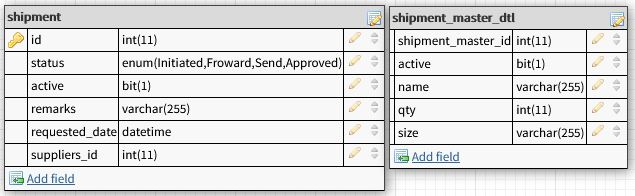 shipment
id int(11)
status enum(Initiated,Froward,Send,Approved)
active bit(1)
remarks varchar(255)
requested_date datetime
suppliers_id int(11)
Add field
shipment_master_dtl
shipment_master_id int(11)
active bit(1)
name varchar(255)
qty int(11)
size varchar(255)
Add field